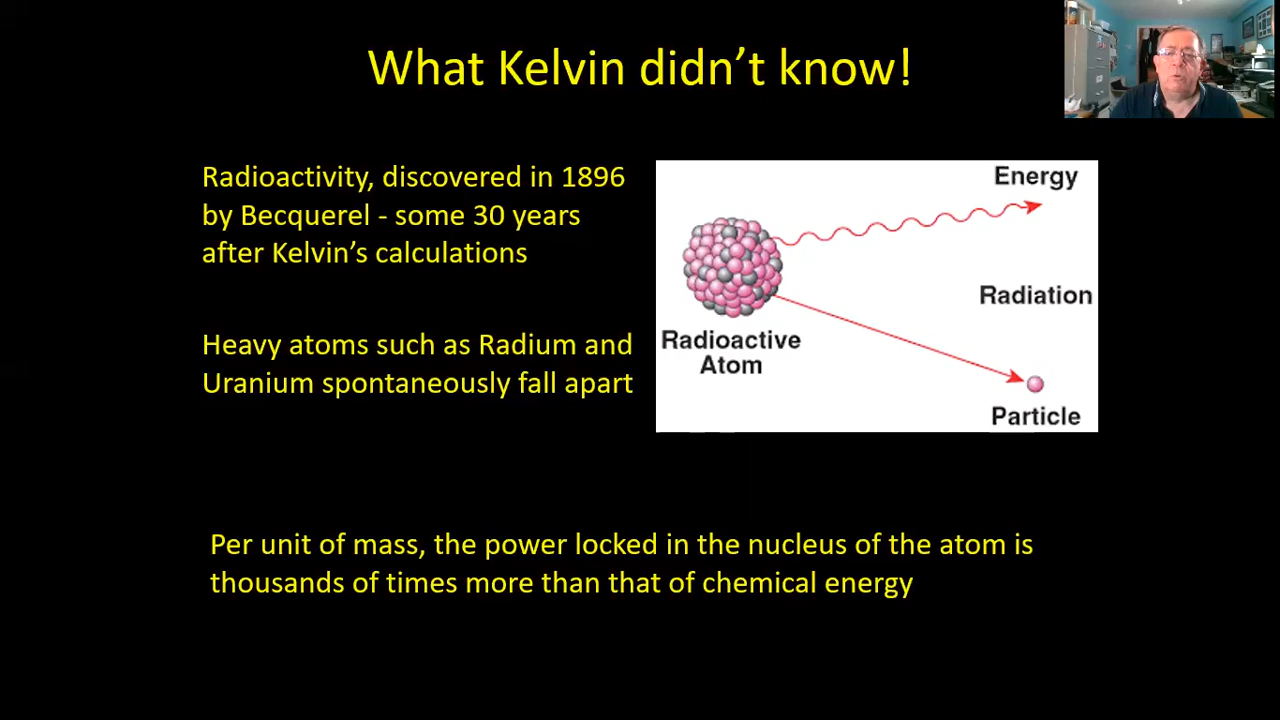 What Kelvin didn’t know!
Radioactivity, discovered in 1896
by Becquerel - some 30 years
after Kelvin’s calculations
Heavy atoms such as Radium and
Uranium spontaneously fall apart
Energy
Radiation
Radioactive
Atom
Particle
Per unit of mass, the power locked in the nucleus of the atom is
thousands of times more than that of chemical energy